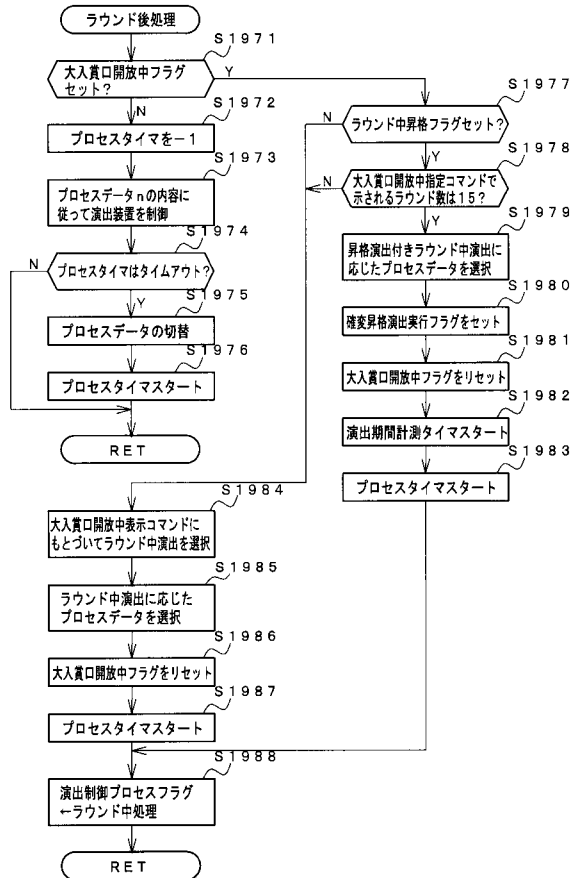 ラウンド後処理
S1971
大入賞口開放中フラグ
セット?
Y
N
S1972
プロセスタイマを-1
S1973
プロセスデータnの内容に
従って演出装置を制御
S1974
N
プロセスタイマはタイムアウト?
Y
S1975
プロセスデータの切替
S1976
プロセスタイマスタート
RET
S1977
N
ラウンド中昇格フラグセット?
Y
S1978
N
大入賞口開放中指定コマンドで
示されるラウンド数は15?
Y
S1979
昇格演出付きラウンド中演出に
応じたプロセスデータを選択
S1980
確変昇格演出実行フラグをセット
S1981
大入賞口開放中フラグをリセット
S1982
演出期間計測タイマスタート
S1983
プロセスタイマスタート
S1984
大入賞口開放中表示コマンドに
もとづいてラウンド中演出を選択
S1985
ラウンド中演出に応じた
プロセスデータを選択
S1986
大入賞口開放中フラグをリセット
S1987
プロセスタイマスタート
S1988
演出制御プロセスフラグ
←ラウンド中処理
RET